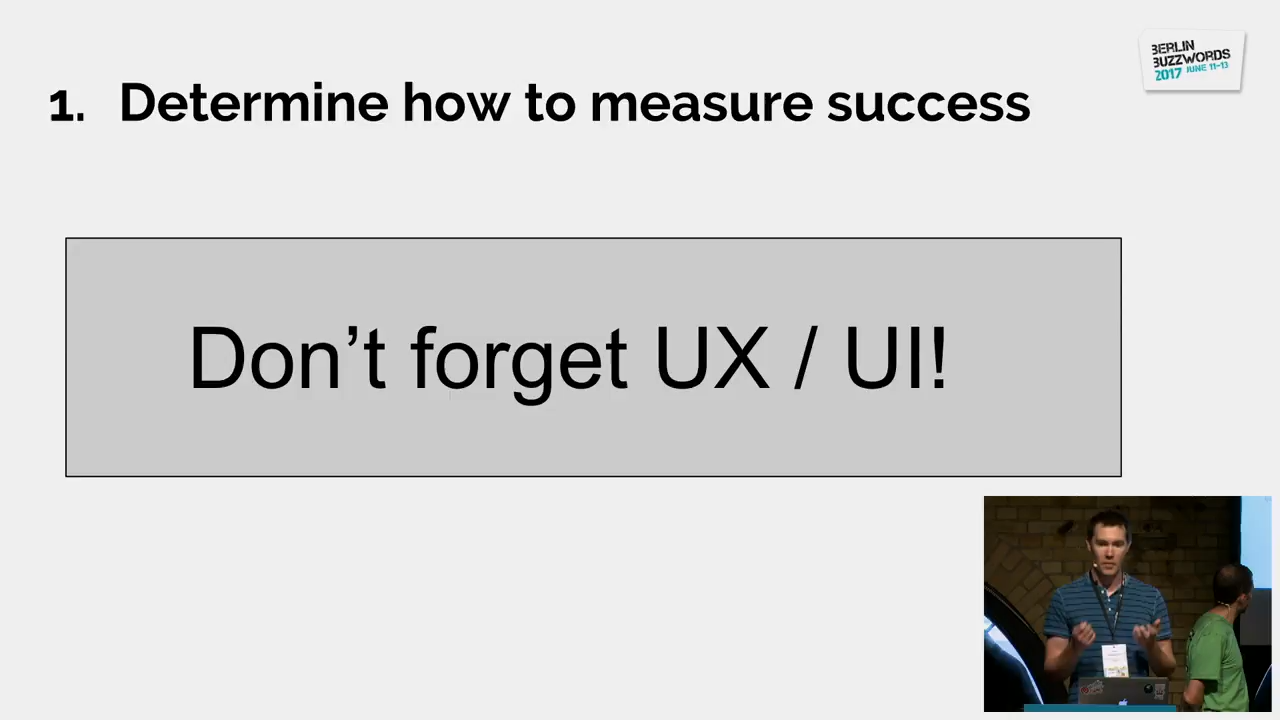 BERLIN
BUZZWORDS
2017 JUNE 11-13
1. Determine how to measure success
Don’t forget UX / UI!